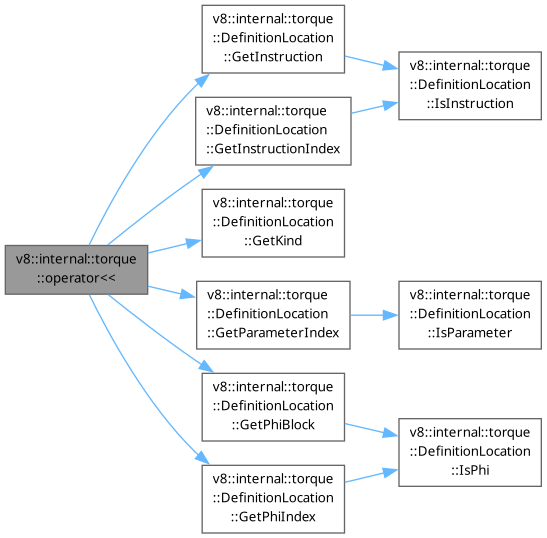 v8::internal::torque
::DefinitionLocation
::GetInstruction
v8::internal::torque
::DefinitionLocation
::IsInstruction
v8::internal::torque
::DefinitionLocation
::GetInstructionIndex
v8::internal::torque
::DefinitionLocation
::GetKind
v8::internal::torque
::operator<<
v8::internal::torque
::DefinitionLocation
::GetParameterIndex
v8::internal::torque
::DefinitionLocation
::IsParameter
v8::internal::torque
::DefinitionLocation
::GetPhiBlock
v8::internal::torque
::DefinitionLocation
::IsPhi
v8::internal::torque
::DefinitionLocation
::GetPhiIndex